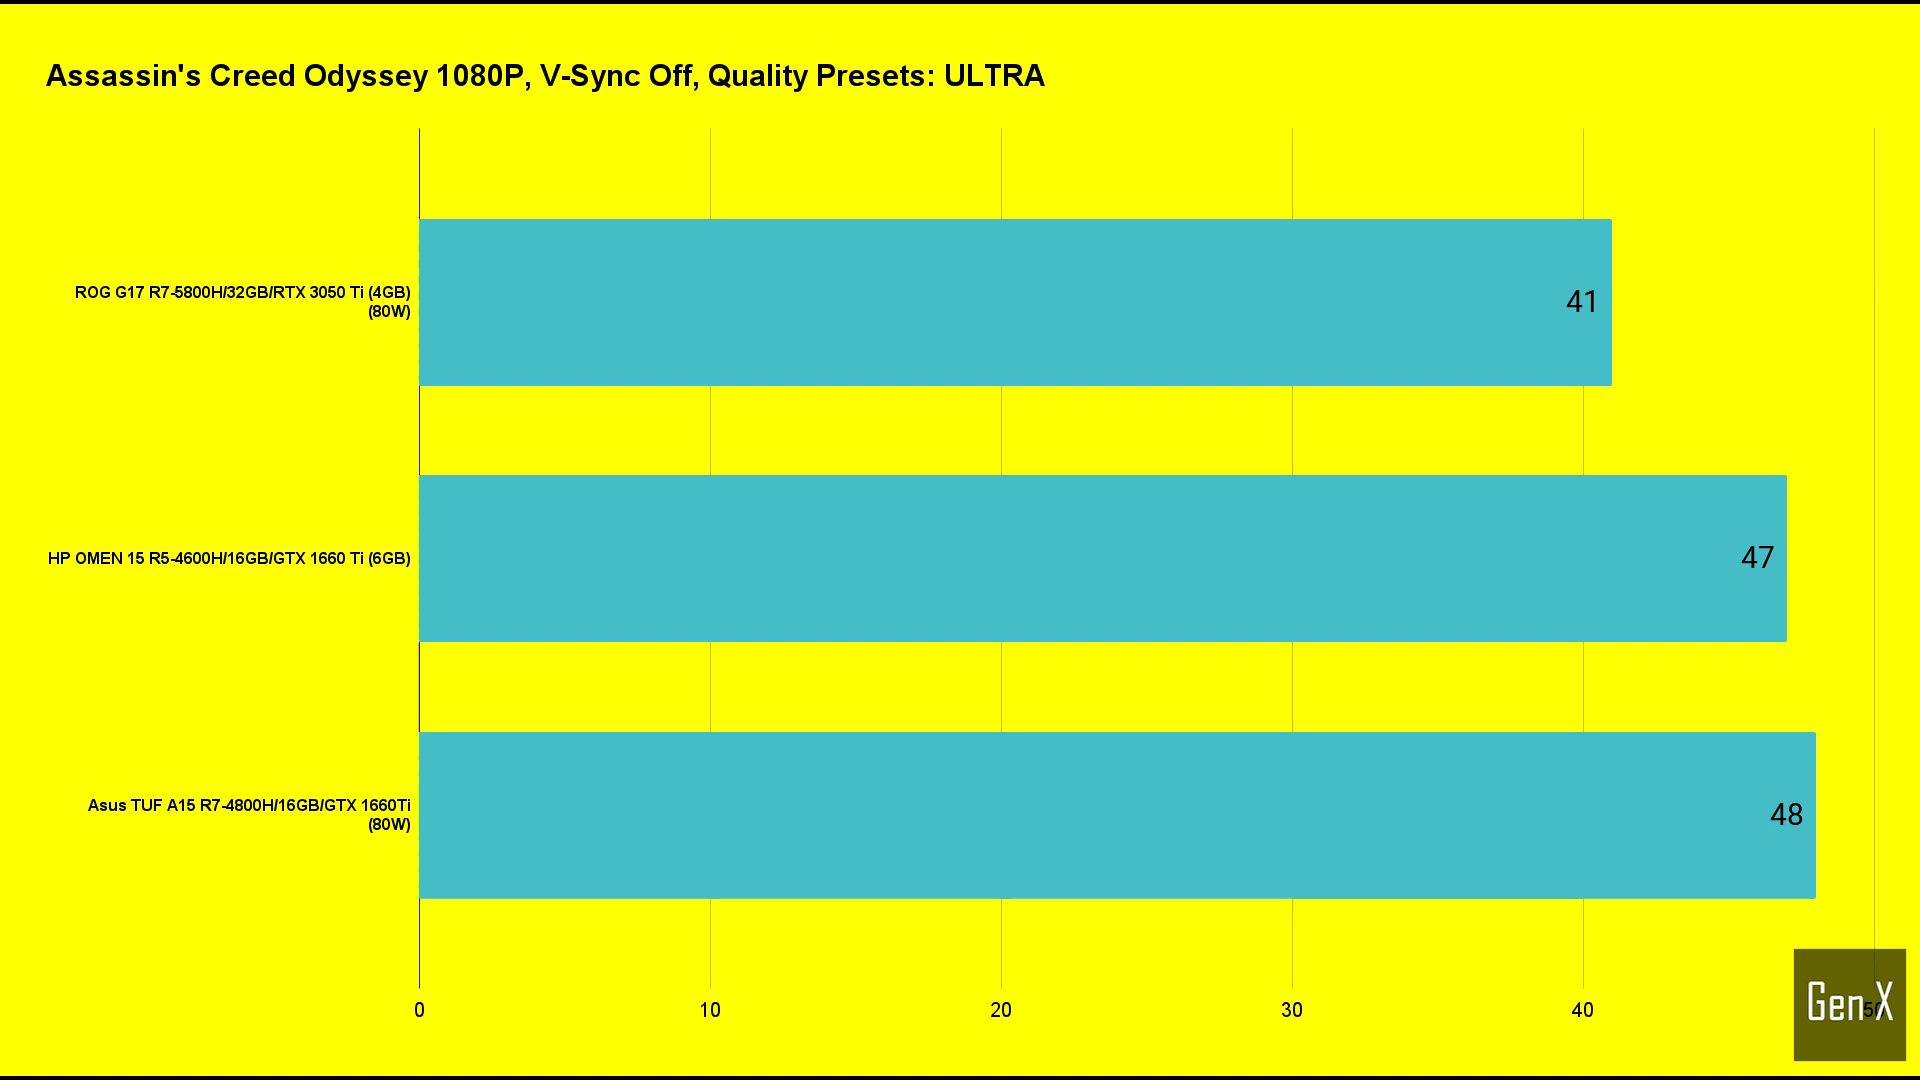 Assassin's Creed Odyssey 1080P, V-Sync Off, Quality Presets: ULTRA
ROG G17 R7-5800H/32GB/RTX 3050 Ti (4GB)
(80W)
41
HP OMEN 15 R5-4600H/16GB/GTX 1660 Ti (6GB)
47
Asus TUF A15 R7-4800H/16GB/GTX 1660Ti
(80W)
48
0 10 20 30 40 50
Gen X